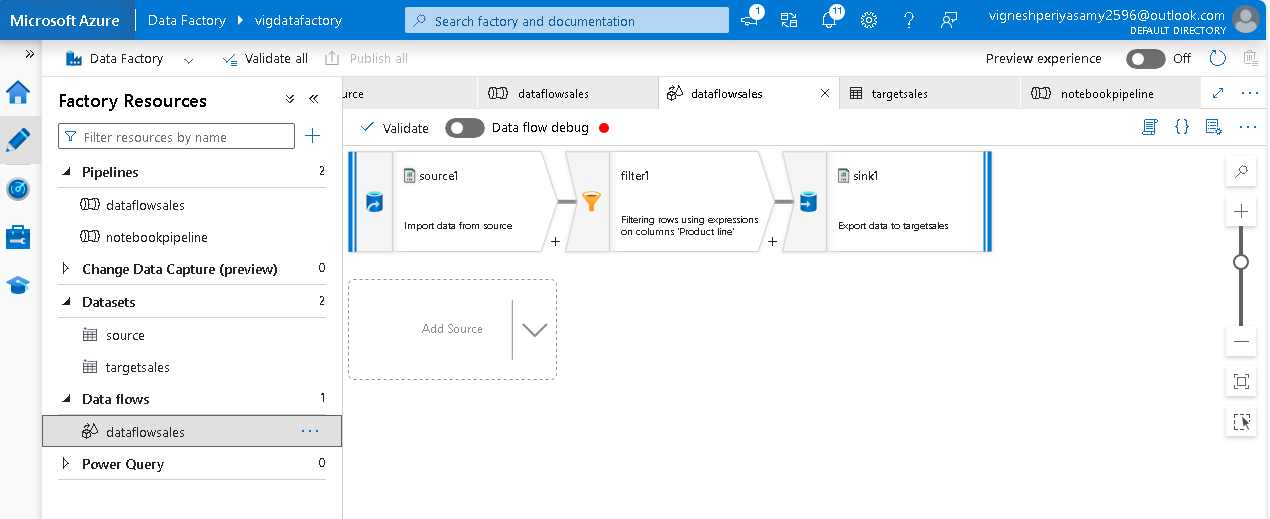 Microsoft Azure
Data Factory
vigdatafactory
Search factory and documentation
1
11
vigneshperiyasamy2596@outlook.com
DEFAULT DIRECTORY
Data Factory
Validate all
Publish all
Preview experience
Off
Factory Resources
Filter resources by name
Pipelines 2
dataflowsales
notebookpipeline
Change Data Capture (preview) 0
Datasets 2
source
targetsales
Data flows 1
dataflowsales
Power Query 0
urce
dataflowsales
dataflowsales
targetsales
notebookpipeline
Validate
Data flow debug
source1
Import data from source
filter1
Filtering rows using expressions
on columns 'Product line'
sink1
Export data to targetsales
Add Source